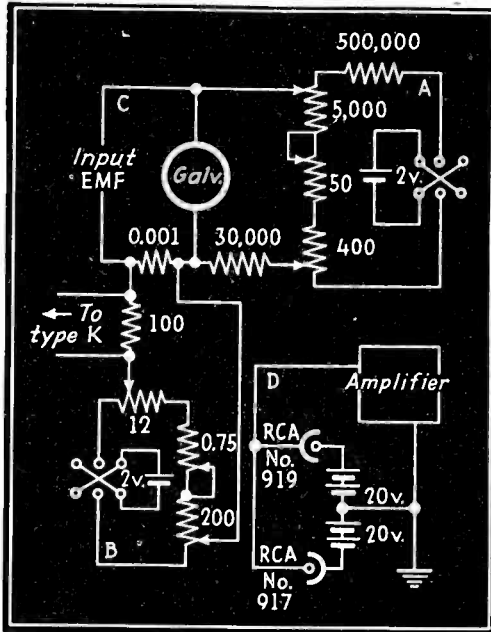 500,000
C
A
5,000
Input
EMF
Galv.
50
2v.
0.001
30,000
400
← To
type K
100
D
Amplifier
12
0.75
RCA
No.
919
2v.
20v.
200
20v.
B
RCA
No.
917